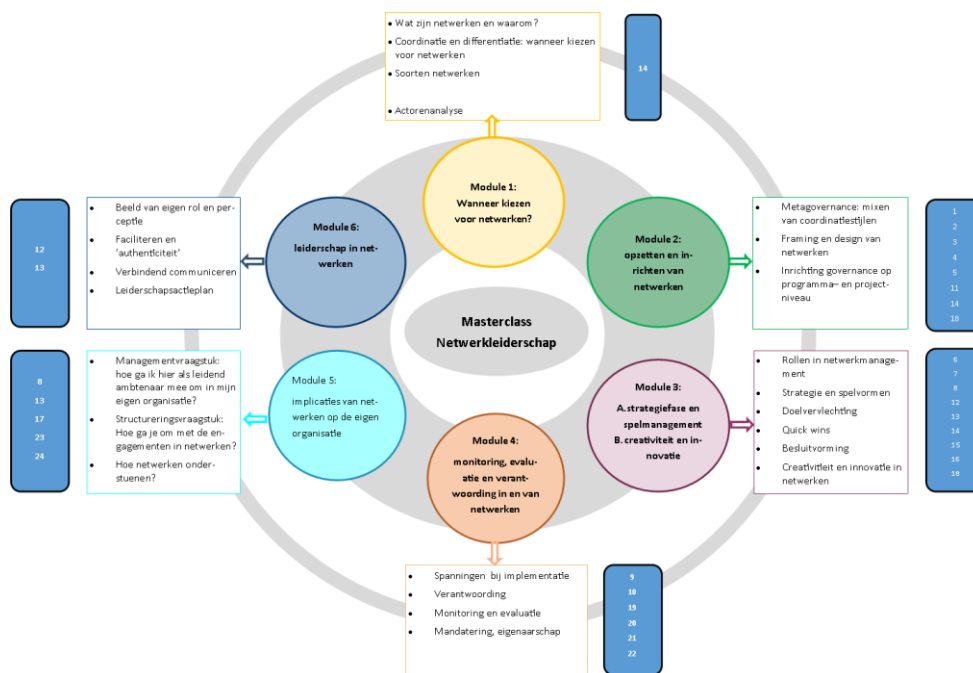 • Wat zijn netwerken en waarom?
• Coordinatie en differentiatie: wanneer kiezen
voor netwerken
• Soorten netwerken
• Actorenanalyse
14
Module 1:
Wanneer kiezen
voor netwerken?
12
13
• Beeld van eigen rol en per-
ceptie
• Faciliteren en
'authenticiteit'
• Verbindend communiceren
• Leiderschapsactieplan
Module 6:
leiderschap in net-
werken
Module 2:
opzetten en in-
richten van
netwerken
• Metagovernance: mixen
van coordinatiestijlen
• Framing en design van
netwerken
• Inrichting governance op
programma– en project-
niveau
1
2
3
4
5
11
14
18
Masterclass
Netwerkleiderschap
8
13
17
23
24
• Managementvraagstuk:
hoe ga ik hier als leidend
ambtenaar mee om in mijn
eigen organisatie?
• Structureringsvraagstuk:
Hoe ga je om met de en-
gagementen in netwerken?
• Hoe netwerken onder-
stuenen?
Module 5:
implicaties van net-
werken op de eigen
organisatie
Module 3:
A.strategiefase en
spelmanagement
B. creativiteit en in-
novatie
• Rollen in netwerkmanage-
ment
• Strategie en spelvormen
• Doelvervlechting
• Quick wins
• Besluitvorming
• Creativiteit en innovatie in
netwerken
6
7
8
12
13
14
15
16
18
Module 4:
monitoring, evalu-
atie en verant-
woording in en van
netwerken
• Spanningen bij implementatie
• Verantwoording
• Monitoring en evaluatie
• Mandatering, eigenaarschap
9
10
19
20
21
22